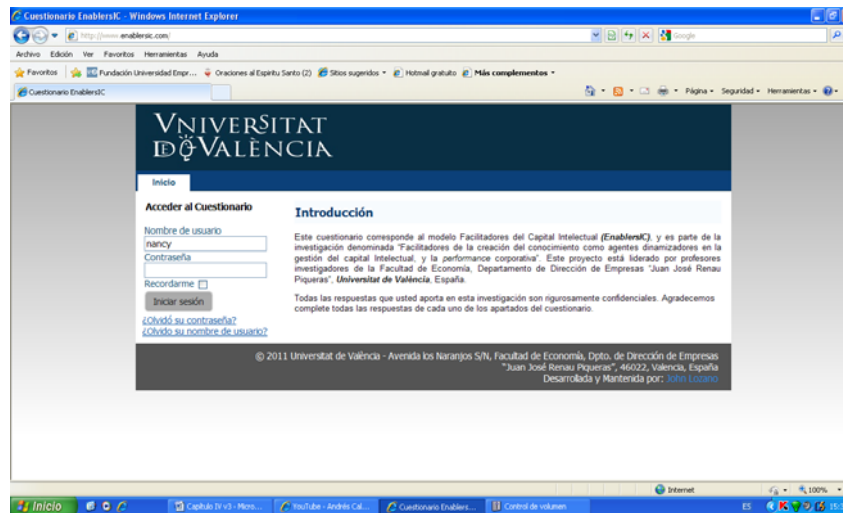 Cuestionario EnablersIC - Windows Internet Explorer
http://www.enablersic.com/
Google
Archivo Edición Ver Favoritos Herramientas Ayuda
Favoritos Fundación Universidad Empr... Oraciones al Espiritu Santo (2) Sitios sugeridos Hotmail gratuito Más complementos
Cuestionario EnablersIC
Página Seguridad Herramientas
VNIVERSITAT
DǾVALÈNCIA
Inicio
Acceder al Cuestionario
Nombre de usuario
nancy
Contraseña
Recordarme
Iniciar sesión
¿Olvidó su contraseña?
¿Olvido su nombre de usuario?
Introducción
Este cuestionario corresponde al modelo Facilitadores del Capital Intelectual (EnablersIC), y es parte de la
investigación denominada "Facilitadores de la creación del conocimiento como agentes dinamizadores en la
gestión del capital Intelectual, y la performance corporativa". Este proyecto está liderado por profesores
investigadores de la Facultad de Economía, Departamento de Dirección de Empresas "Juan José Renau
Piqueras", Universitat de València, España.
Todas las respuestas que usted aporta en esta investigación son rigurosamente confidenciales. Agradecemos
complete todas las respuestas de cada uno de los apartados del cuestionario.
© 2011 Universitat de València - Avenida los Naranjos S/N, Facultad de Economía, Dpto. de Dirección de Empresas
"Juan José Renau Piqueras", 46022, Valencia, España
Desarrollada y Mantenida por: John Lozano
Internet 100%
Inicio Capítulo IV v3 - Micro... YouTube - Andrés Cal... Cuestionario Enablers... Control de volumen ES